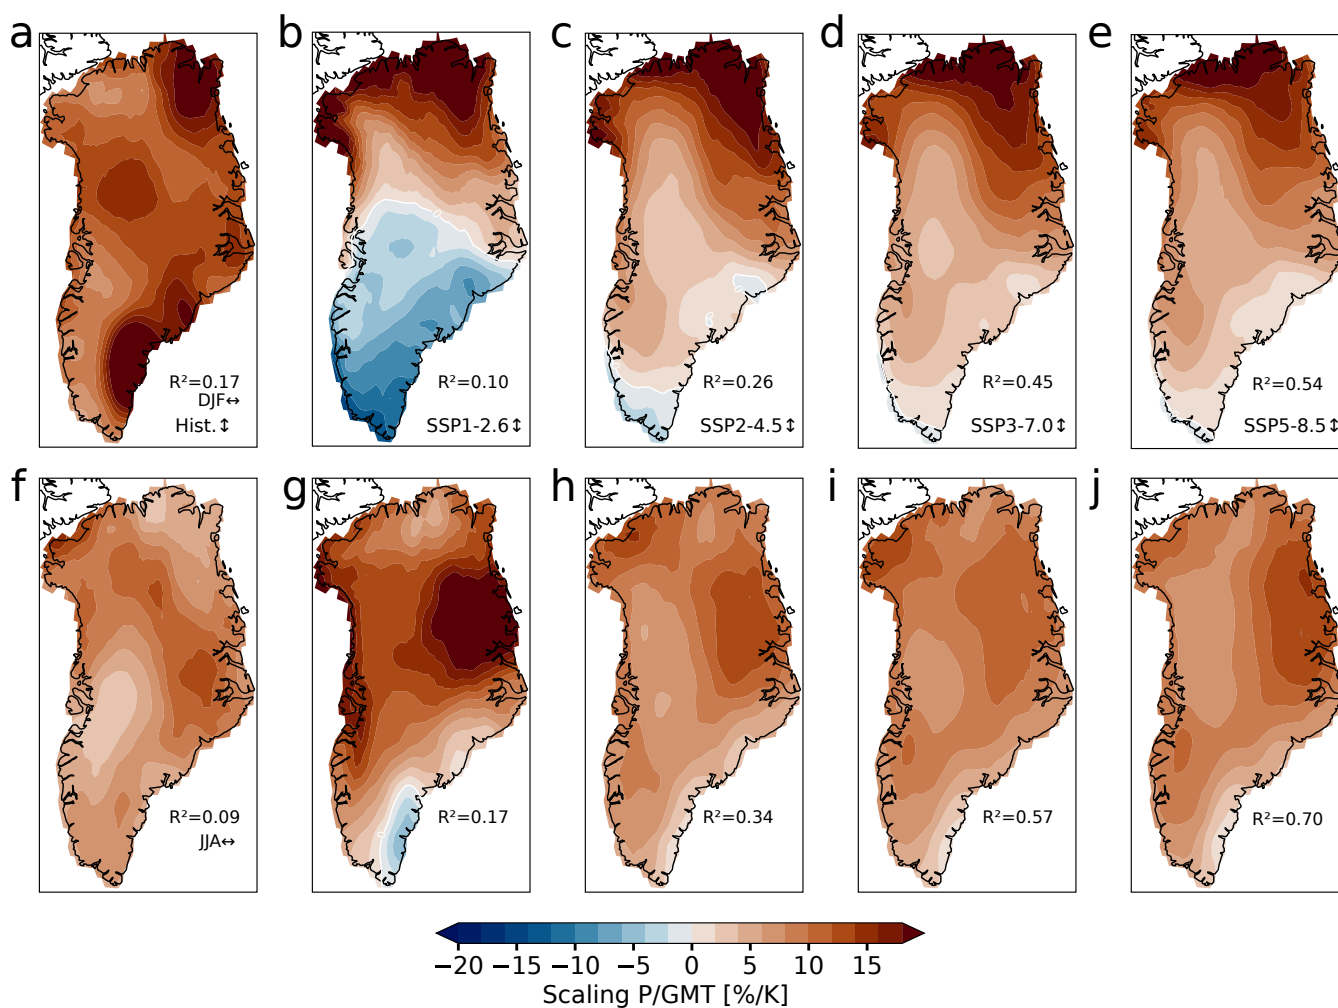 a
b
c
d
e
R²=0.17
DJF↔
Hist.↕
R²=0.10
SSP1-2.6↕
R²=0.26
SSP2-4.5↕
R²=0.45
SSP3-7.0↕
R²=0.54
SSP5-8.5↕
f
g
h
i
j
R²=0.09
JJA↔
R²=0.17
R²=0.34
R²=0.57
R²=0.70
−20 −15 −10 −5 0 5 10 15
Scaling P/GMT [%/K]